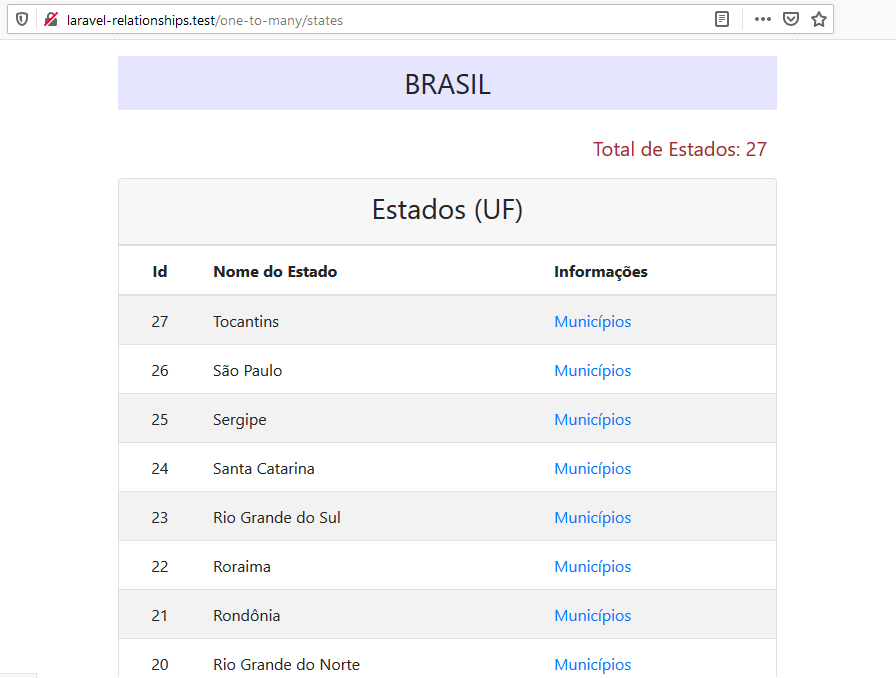 laravel-relationships.test/one-to-many/states
BRASIL
Total de Estados: 27
Estados (UF)
Id Nome do Estado Informações
27 Tocantins Municípios
26 São Paulo Municípios
25 Sergipe Municípios
24 Santa Catarina Municípios
23 Rio Grande do Sul Municípios
22 Roraima Municípios
21 Rondônia Municípios
20 Rio Grande do Norte Municípios